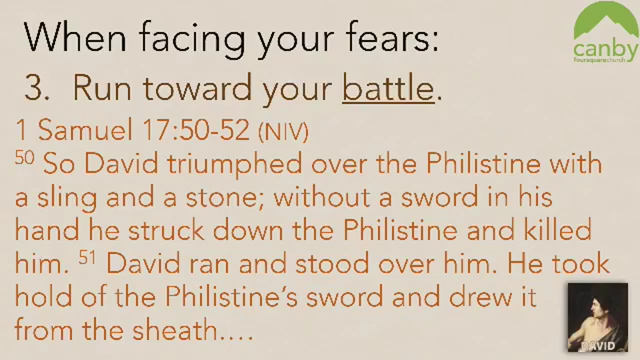 When facing your fears:
canby
foursquarechurch
3. Run toward your battle.
1 Samuel 17:50-52 (NIV)
50 So David triumphed over the Philistine with
a sling and a stone; without a sword in his
hand he struck down the Philistine and killed
him. 51 David ran and stood over him. He took
hold of the Philistine’s sword and drew it
from the sheath....
DAVID